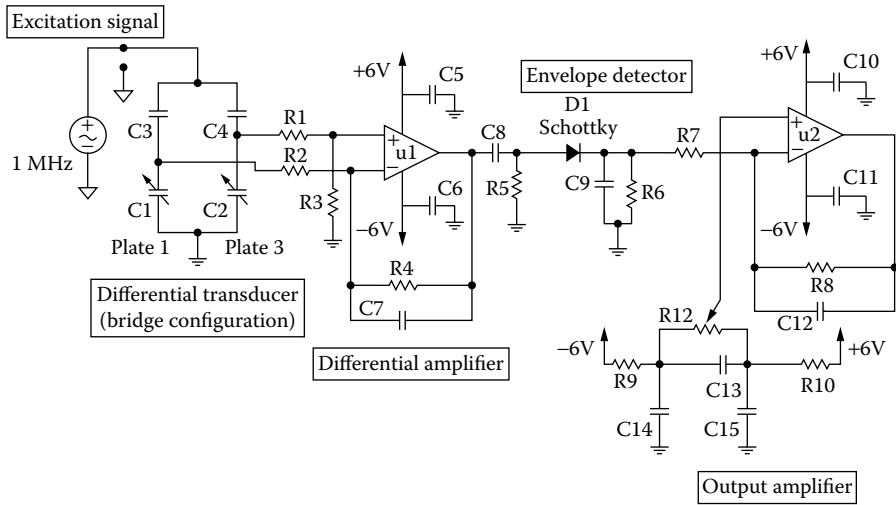 Excitation signal
1 MHz
C3
C4
C1
C2
Plate 1
Plate 3
Differential transducer
(bridge configuration)
R1
R2
R3
+6V
C5
+
u1
−
C6
−6V
R4
C7
Differential amplifier
C8
R5
Envelope detector
D1
Schottky
C9
R6
R7
+6V
C10
+
u2
−
C11
−6V
R8
C12
R12
−6V
R9
C13
R10
+6V
C14
C15
Output amplifier